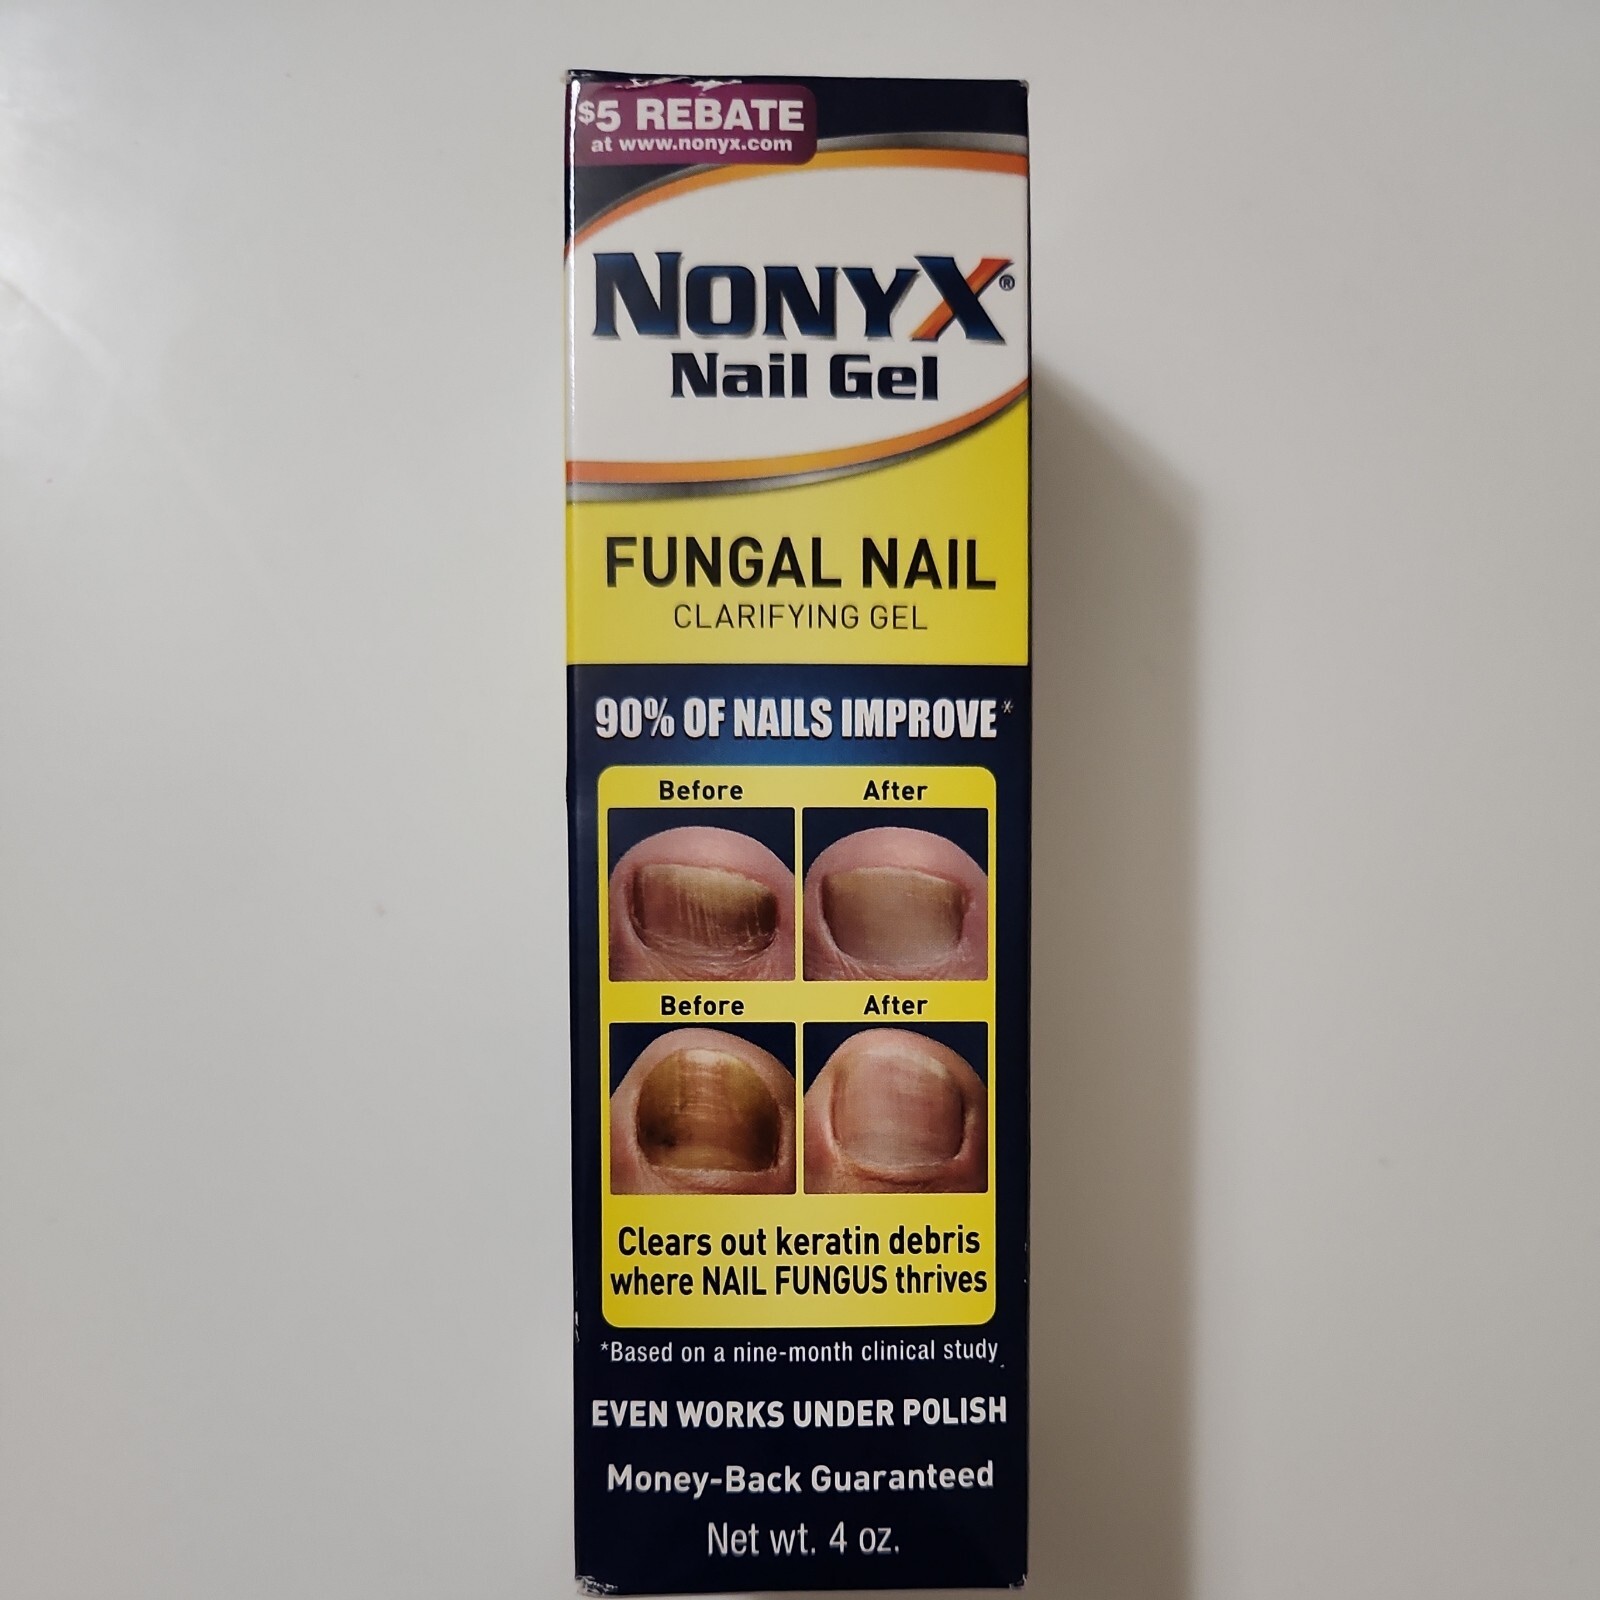 $5 REBATE
at www.nonyx.com
NONYX®
Nail Gel
FUNGAL NAIL
CLARIFYING GEL
90% OF NAILS IMPROVE*
Before After
Before After
Clears out keratin debris
where NAIL FUNGUS thrives
*Based on a nine-month clinical study
EVEN WORKS UNDER POLISH
Money-Back Guaranteed
Net wt. 4 oz.